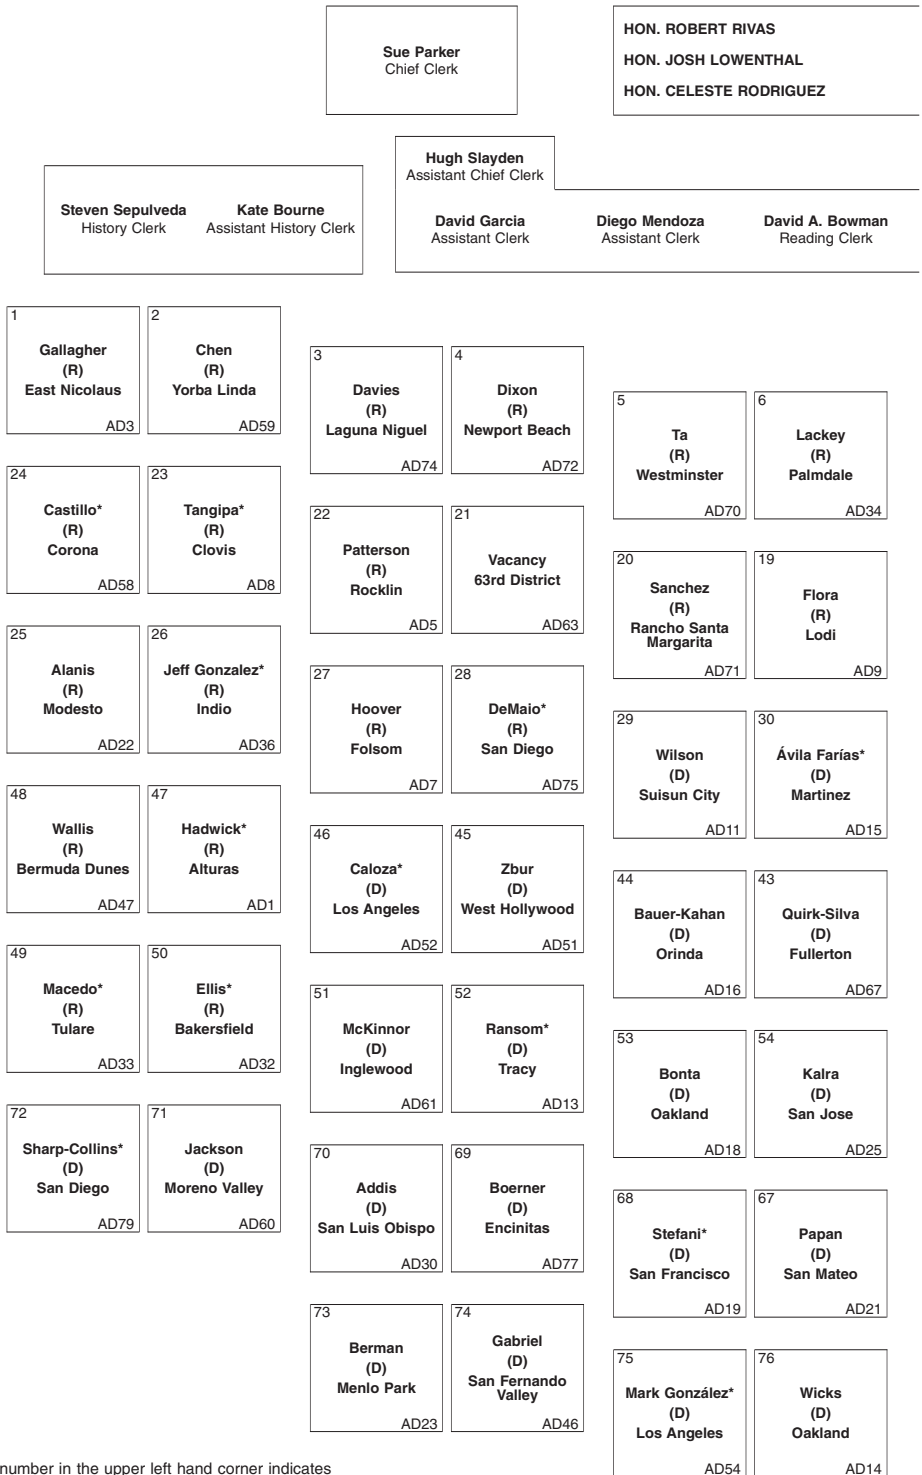 Sue Parker
Chief Clerk
HON. ROBERT RIVAS
HON. JOSH LOWENTHAL
HON. CELESTE RODRIGUEZ
Hugh Slayden
Assistant Chief Clerk
Steven Sepulveda
History Clerk
Kate Bourne
Assistant History Clerk
David Garcia
Assistant Clerk
Diego Mendoza
Assistant Clerk
David A. Bowman
Reading Clerk
1
Gallagher
(R)
East Nicolaus
AD3
2
Chen
(R)
Yorba Linda
AD59
3
Davies
(R)
Laguna Niguel
AD74
4
Dixon
(R)
Newport Beach
AD72
5
Ta
(R)
Westminster
AD70
6
Lackey
(R)
Palmdale
AD34
24
Castillo*
(R)
Corona
AD58
23
Tangipa*
(R)
Clovis
AD8
22
Patterson
(R)
Rocklin
AD5
21
Vacancy
63rd District
AD63
20
Sanchez
(R)
Rancho Santa
Margarita
AD71
19
Flora
(R)
Lodi
AD9
25
Alanis
(R)
Modesto
AD22
26
Jeff Gonzalez*
(R)
Indio
AD36
27
Hoover
(R)
Folsom
AD7
28
DeMaio*
(R)
San Diego
AD75
29
Wilson
(D)
Suisun City
AD11
30
Ávila Farías*
(D)
Martinez
AD15
48
Wallis
(R)
Bermuda Dunes
AD47
47
Hadwick*
(R)
Alturas
AD1
46
Caloza*
(D)
Los Angeles
AD52
45
Zbur
(D)
West Hollywood
AD51
44
Bauer-Kahan
(D)
Orinda
AD16
43
Quirk-Silva
(D)
Fullerton
AD67
49
Macedo*
(R)
Tulare
AD33
50
Ellis*
(R)
Bakersfield
AD32
51
McKinnor
(D)
Inglewood
AD61
52
Ransom*
(D)
Tracy
AD13
53
Bonta
(D)
Oakland
AD18
54
Kalra
(D)
San Jose
AD25
72
Sharp-Collins*
(D)
San Diego
AD79
71
Jackson
(D)
Moreno Valley
AD60
70
Addis
(D)
San Luis Obispo
AD30
69
Boerner
(D)
Encinitas
AD77
68
Stefani*
(D)
San Francisco
AD19
67
Papan
(D)
San Mateo
AD21
73
Berman
(D)
Menlo Park
AD23
74
Gabriel
(D)
San Fernando
Valley
AD46
75
Mark González*
(D)
Los Angeles
AD54
76
Wicks
(D)
Oakland
AD14
number in the upper left hand corner indicates